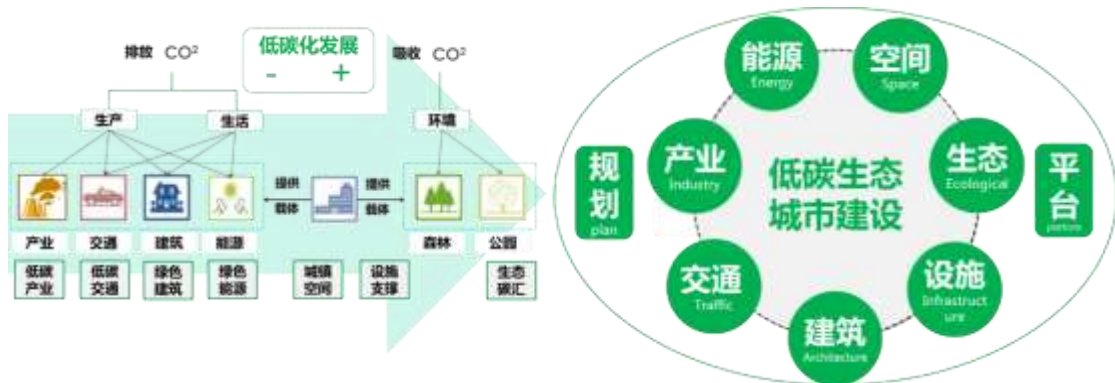 排放 CO²
低碳化发展
- +
吸收 CO²
生产
生活
环境
提供
载体
提供
载体
产业
交通
建筑
能源
森林
公园
低碳
产业
低碳
交通
绿色
建筑
绿色
能源
城镇
空间
设施
支撑
生态
碳汇
能源
Energy
空间
Space
规
划
plan
产业
Industry
低碳生态
城市建设
生态
Ecological
平
台
交通
Traffic
设施
Infrastruct
ure
建筑
Architecture